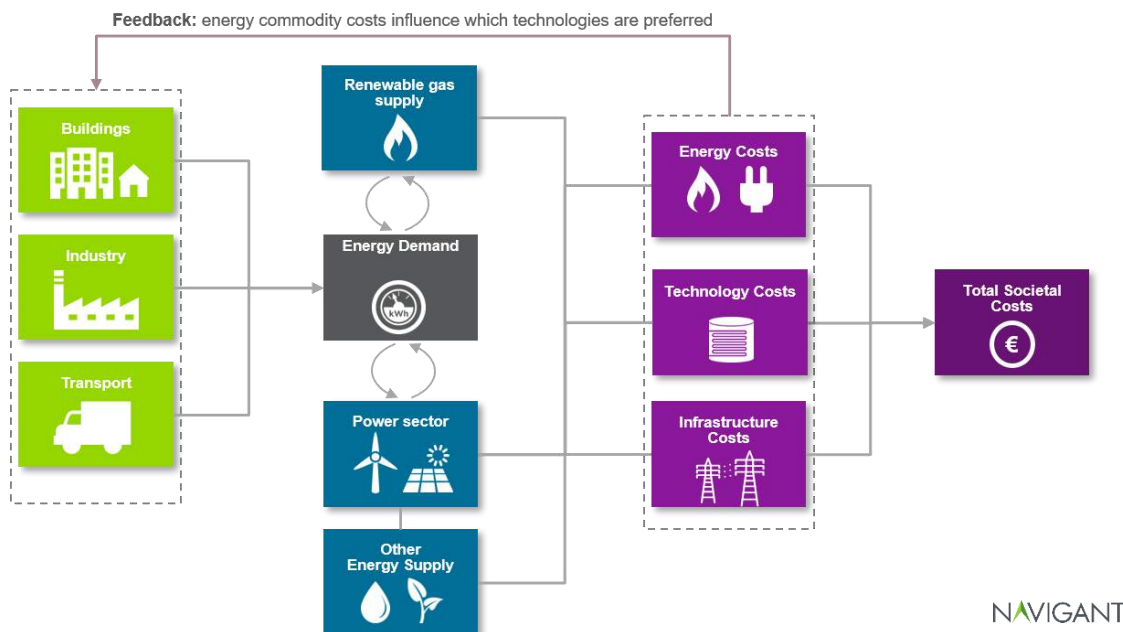 Feedback: energy commodity costs influence which technologies are preferred
Buildings
Industry
Transport
Renewable gas
supply
Energy Demand
kWh
Power sector
Other
Energy Supply
Energy Costs
Technology Costs
Infrastructure
Costs
Total Societal
Costs
€
NAVIGANT